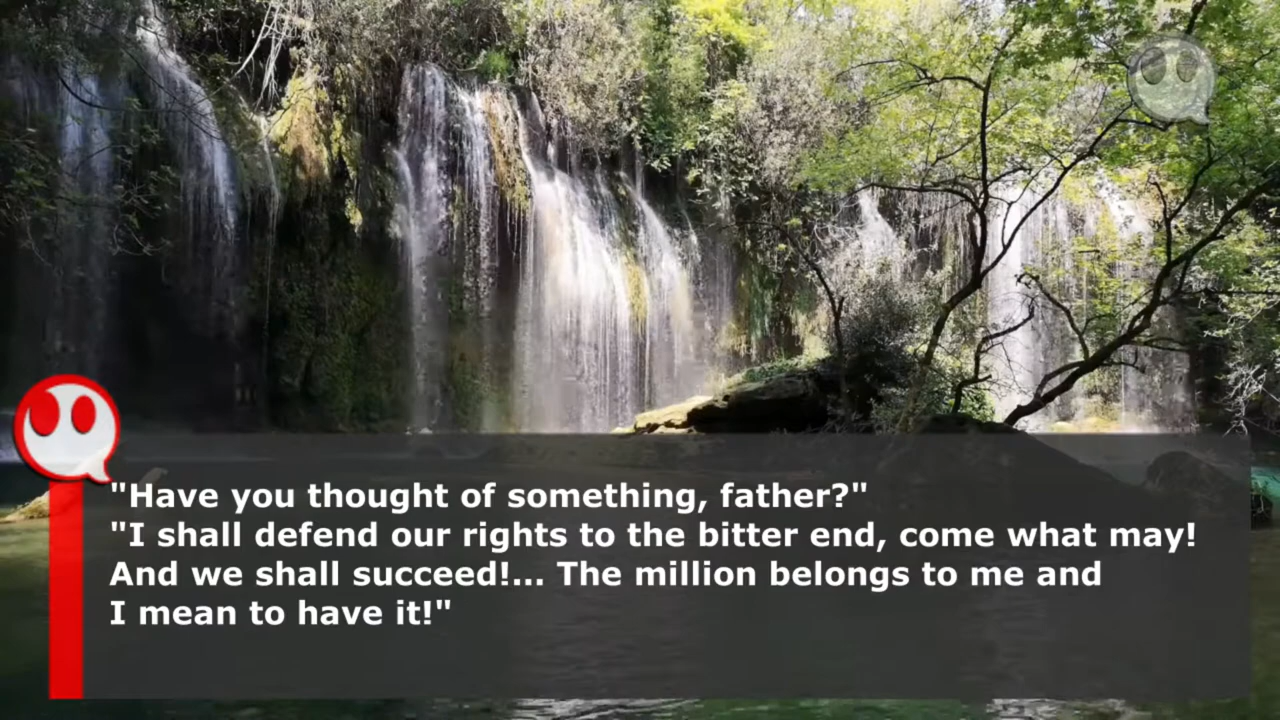 "Have you thought of something, father?"
"I shall defend our rights to the bitter end, come what may!
And we shall succeed!... The million belongs to me and
I mean to have it!"